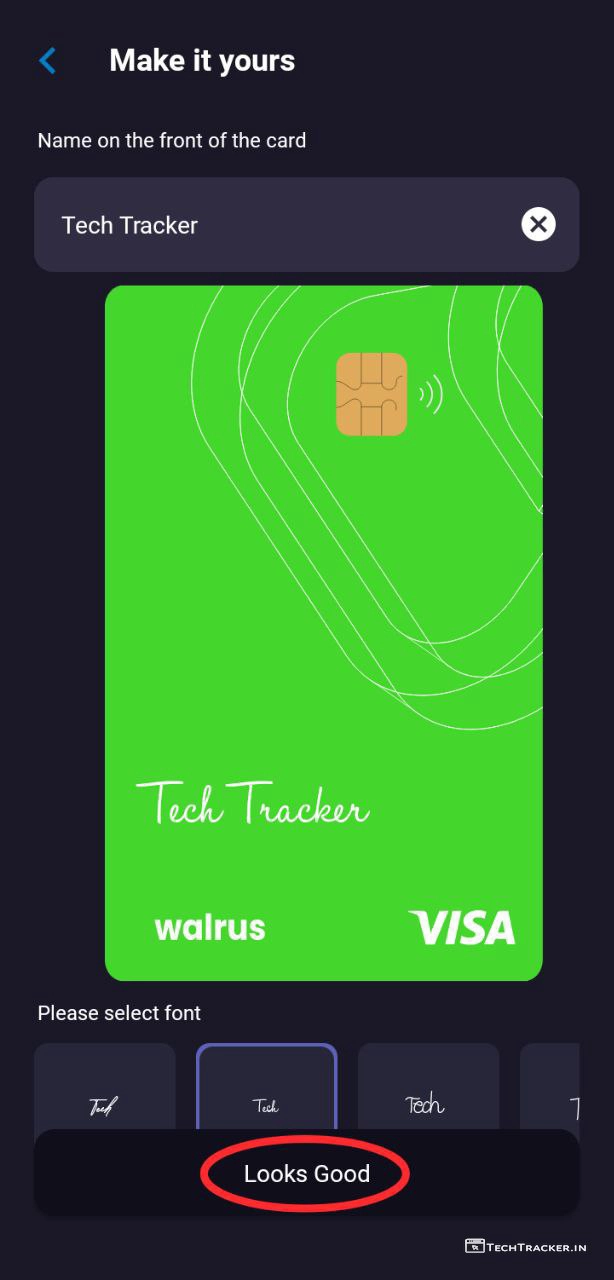 Make it yours
Name on the front of the card
Tech Tracker
Tech Tracker
walrus VISA
Please select font
Tech Tech Tech T
Looks Good
TECHTRACKER.IN